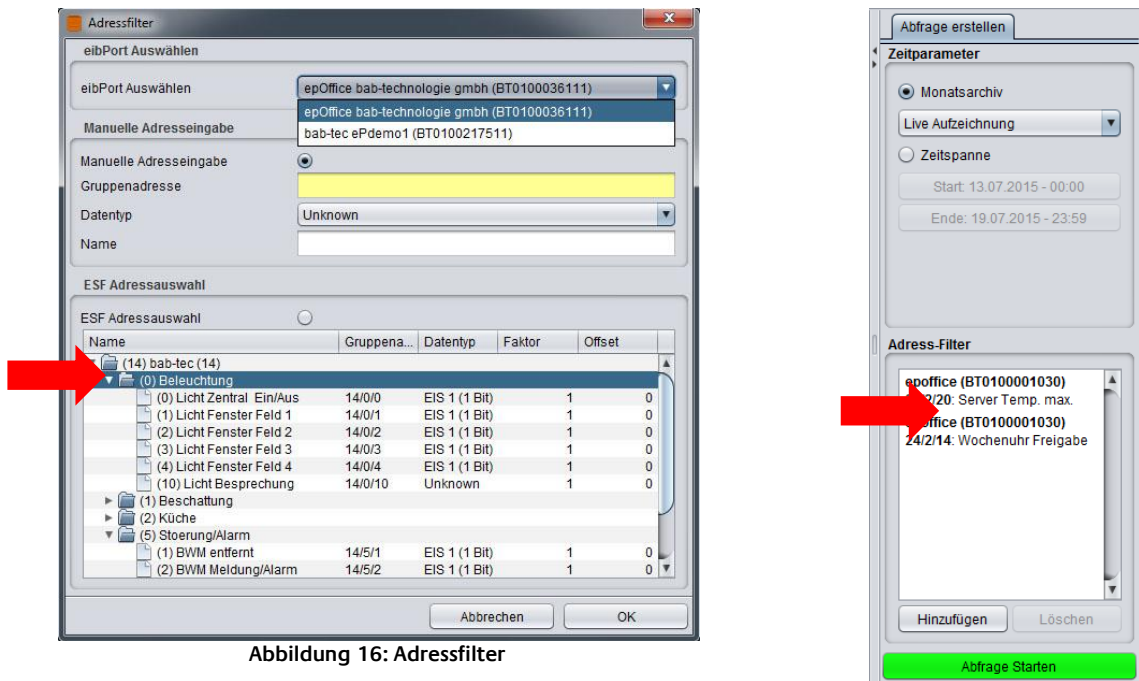 Adressfilter
eibPort Auswählen
eibPort Auswählen
epOffice bab-technologie gmbh (BT0100036111)
epOffice bab-technologie gmbh (BT0100036111)
bab-tec ePdemo1 (BT0100217511)
Manuelle Adresseingabe
Manuelle Adresseingabe
Gruppenadresse
Datentyp Unknown
Name
ESF Adressauswahl
ESF Adressauswahl
Name Gruppena... Datentyp Faktor Offset
(14) bab-tec (14)
(0) Beleuchtung
(0) Licht Zentral Ein/Aus 14/0/0 EIS 1 (1 Bit) 1 0
(1) Licht Fenster Feld 1 14/0/1 EIS 1 (1 Bit) 1 0
(2) Licht Fenster Feld 2 14/0/2 EIS 1 (1 Bit) 1 0
(3) Licht Fenster Feld 3 14/0/3 EIS 1 (1 Bit) 1 0
(4) Licht Fenster Feld 4 14/0/4 EIS 1 (1 Bit) 1 0
(10) Licht Besprechung 14/0/10 Unknown 1 0
(1) Beschattung
(2) Küche
(5) Stoerung/Alarm
(1) BWM entfernt 14/5/1 EIS 1 (1 Bit) 1 0
(2) BWM Meldung/Alarm 14/5/2 EIS 1 (1 Bit) 1 0
Abbrechen OK
Abbildung 16: Adressfilter
Abfrage erstellen
Zeitparameter
Monatsarchiv
Live Aufzeichnung
Zeitspanne
Start: 13.07.2015 - 00:00
Ende: 19.07.2015 - 23:59
Adress-Filter
epoffice (BT0100001030)
2/20: Server Temp. max.
office (BT0100001030)
24/2/14: Wochenuhr Freigabe
Hinzufügen Löschen
Abfrage Starten